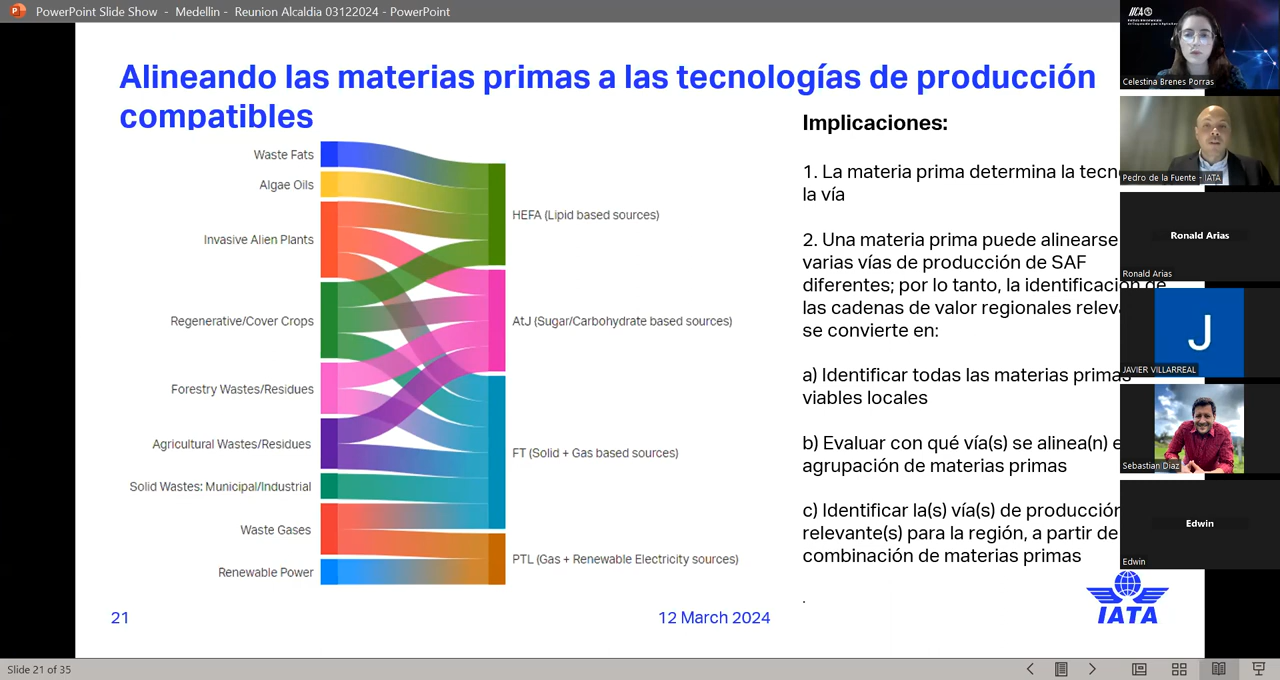 PowerPoint Slide Show - Medellin - Reunion Alcaldia 03122024 - PowerPoint
Alineando las materias primas a las tecnologías de producción
compatibles
Waste Fats
Algae Oils
Invasive Alien Plants
Regenerative/Cover Crops
Forestry Wastes/Residues
Agricultural Wastes/Residues
Solid Wastes: Municipal/Industrial
Waste Gases
Renewable Power
HEFA (Lipid based sources)
AtJ (Sugar/Carbohydrate based sources)
FT (Solid + Gas based sources)
PTL (Gas + Renewable Electricity sources)
Implicaciones:
1. La materia prima determina la tecno
la vía
2. Una materia prima puede alinearse
varias vías de producción de SAF
diferentes; por lo tanto, la identificación de
las cadenas de valor regionales releva
se convierte en:
a) Identificar todas las materias primas
viables locales
b) Evaluar con qué vía(s) se alinea(n) e
agrupación de materias primas
c) Identificar la(s) vía(s) de producción
relevante(s) para la región, a partir de
combinación de materias primas
.
21
12 March 2024
IATA
Slide 21 of 35
IICA
Celestina Brenes Porras
Pedro de la Fuente - IATA
Ronald Arias
Ronald Arias
J
JAVIER VILLARREAL
Sebastian Diaz
Edwin
Edwin